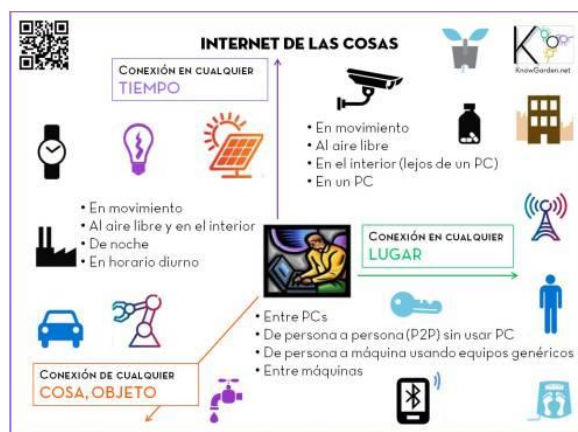 INTERNET DE LAS COSAS
KnowGarden.net
CONEXIÓN EN CUALQUIER
TIEMPO
• En movimiento
• Al aire libre
• En el interior (lejos de un PC)
• En un PC
• En movimiento
• Al aire libre y en el interior
• De noche
• En horario diurno
CONEXIÓN EN CUALQUIER
LUGAR
• Entre PCs
• De persona a persona (P2P) sin usar PC
• De persona a máquina usando equipos genéricos
• Entre máquinas
CONEXIÓN DE CUALQUIER
COSA, OBJETO